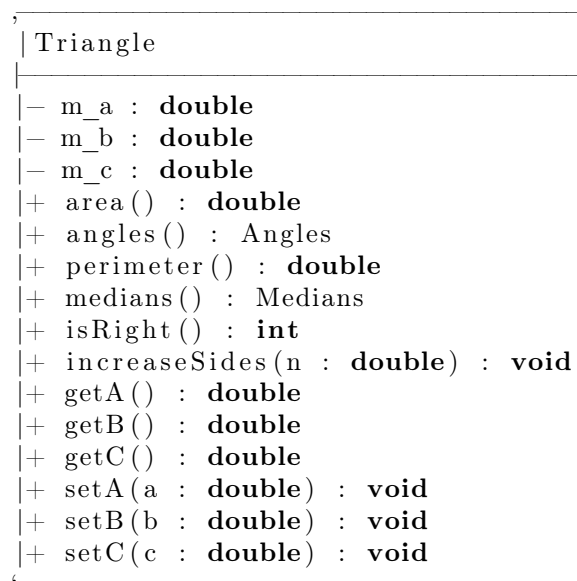 ,
| Triangle
|
|− m_a : double
|− m_b : double
|− m_c : double
|+ area() : double
|+ angles() : Angles
|+ perimeter() : double
|+ medians() : Medians
|+ isRight() : int
|+ increaseSides(n : double) : void
|+ getA() : double
|+ getB() : double
|+ getC() : double
|+ setA(a : double) : void
|+ setB(b : double) : void
|+ setC(c : double) : void
‘